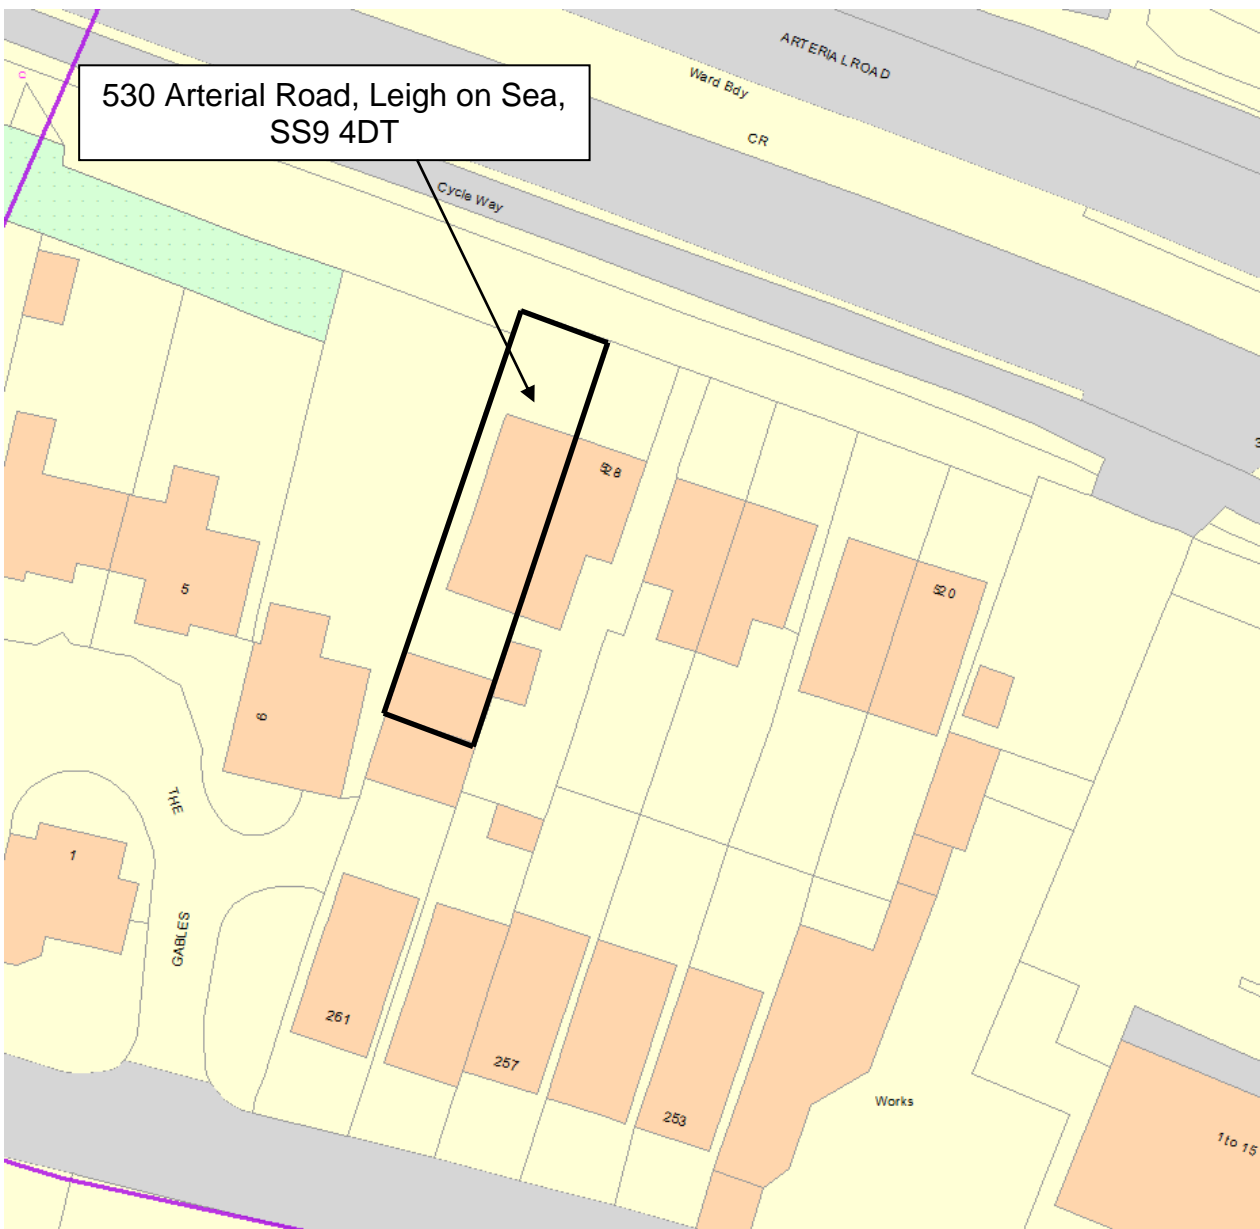 ARTERIAL ROAD
Ward Bdy
530 Arterial Road, Leigh on Sea,
SS9 4DT
C
CR
Cycle Way
528
5
520
6
THE
GABLES
1
261
257
253
Works
1 to 15